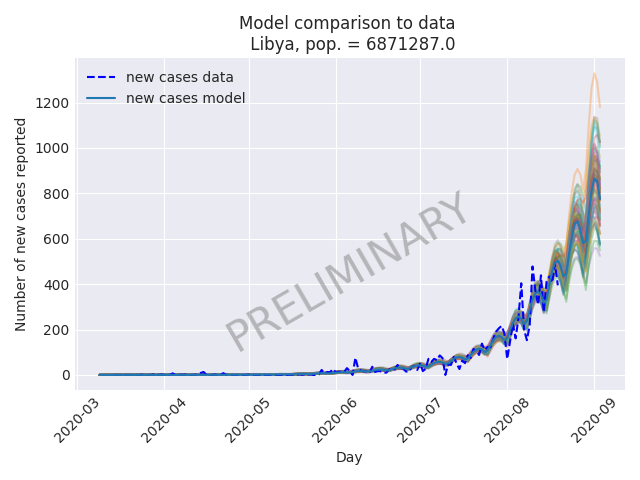 Model comparison to data
Libya, pop. = 6871287.0
new cases data
new cases model
Number of new cases reported
1200
1000
800
600
400
200
0
PRELIMINARY
2020-03
2020-04
2020-05
2020-06
2020-07
2020-08
2020-09
Day